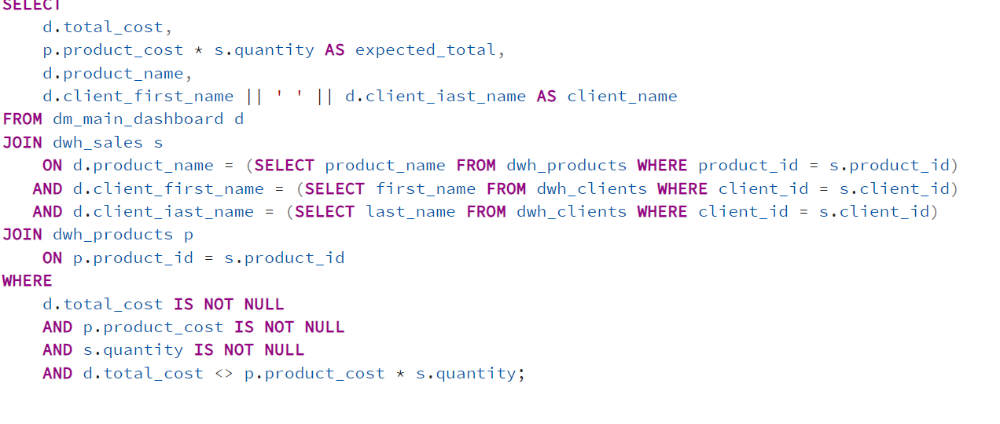 SELECT
    d.total_cost,
    p.product_cost * s.quantity AS expected_total,
    d.product_name,
    d.client_first_name || ' ' || d.client_iast_name AS client_name
FROM dm_main_dashboard d
JOIN dwh_sales s
    ON d.product_name = (SELECT product_name FROM dwh_products WHERE product_id = s.product_id)
   AND d.client_first_name = (SELECT first_name FROM dwh_clients WHERE client_id = s.client_id)
   AND d.client_iast_name = (SELECT last_name FROM dwh_clients WHERE client_id = s.client_id)
JOIN dwh_products p
    ON p.product_id = s.product_id
WHERE
    d.total_cost IS NOT NULL
    AND p.product_cost IS NOT NULL
    AND s.quantity IS NOT NULL
    AND d.total_cost <> p.product_cost * s.quantity;